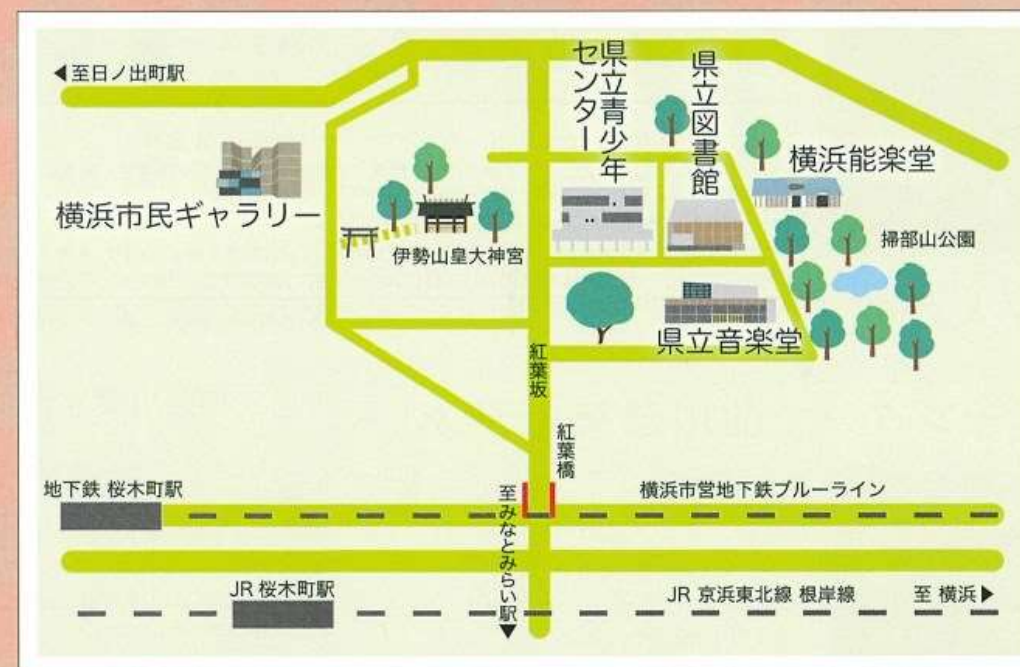 ◀至日ノ出町駅
県立青少年
センター
県立図書館
横浜能楽堂
横浜市民ギャラリー
伊勢山皇大神宮
掃部山公園
県立音楽堂
紅葉坂
紅葉橋
地下鉄 桜木町駅
至みなとみらい駅▼
横浜市営地下鉄ブルーライン
JR 桜木町駅
JR 京浜東北線 根岸線
至 横浜▶